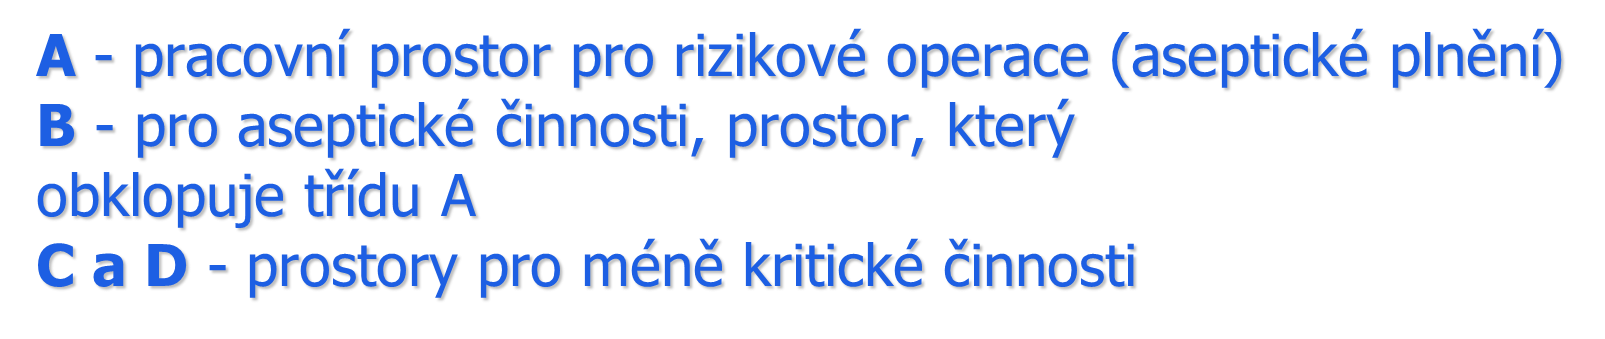 A - pracovní prostor pro rizikové operace (aseptické plnění)
B - pro aseptické činnosti, prostor, který
obklopuje třídu A
C a D - prostory pro méně kritické činnosti